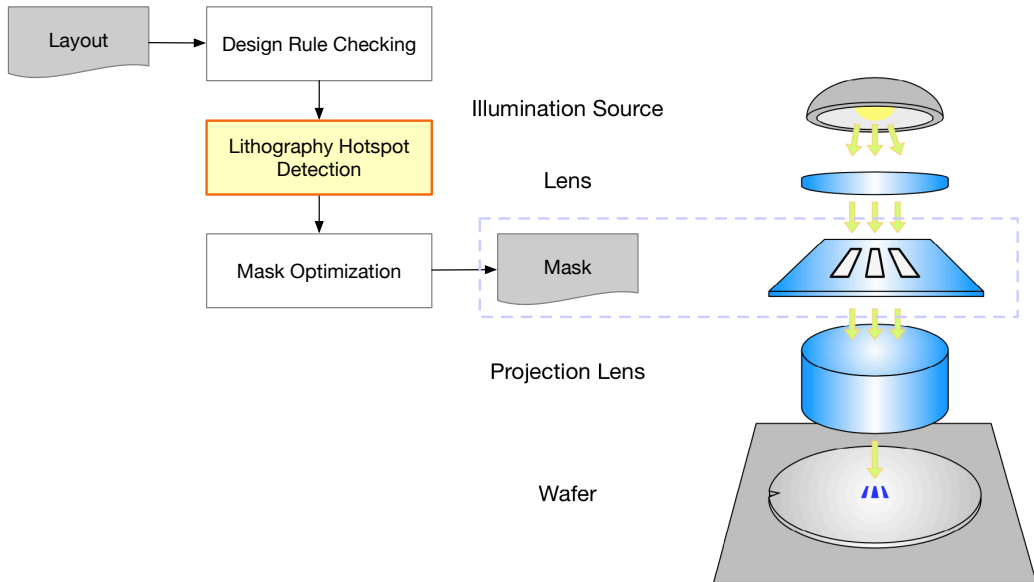 Layout
Design Rule Checking
Illumination Source
Lithography Hotspot
Detection
Lens
Mask Optimization
Mask
Projection Lens
Wafer